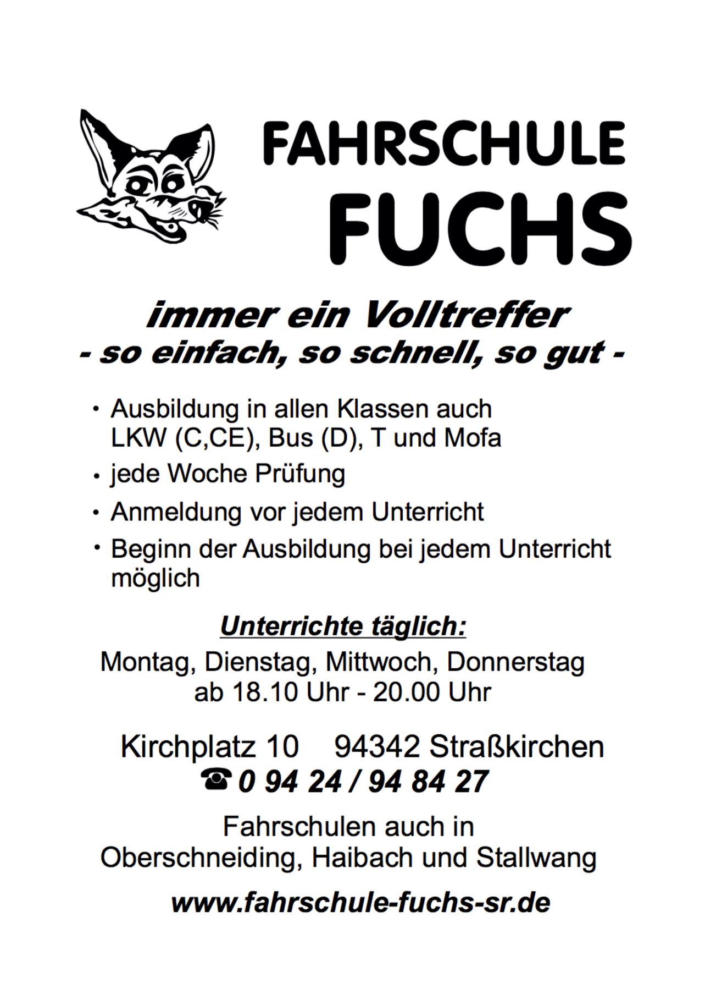 FAHRSCHULE
FUCHS
immer ein Volltreffer
- so einfach, so schnell, so gut -
· Ausbildung in allen Klassen auch
LKW (C,CE), Bus (D), T und Mofa
· jede Woche Prüfung
· Anmeldung vor jedem Unterricht
· Beginn der Ausbildung bei jedem Unterricht
möglich
Unterrichte täglich:
Montag, Dienstag, Mittwoch, Donnerstag
ab 18.10 Uhr - 20.00 Uhr
Kirchplatz 10 94342 Straßkirchen
☎ 0 94 24 / 94 84 27
Fahrschulen auch in
Oberschneiding, Haibach und Stallwang
www.fahrschule-fuchs-sr.de